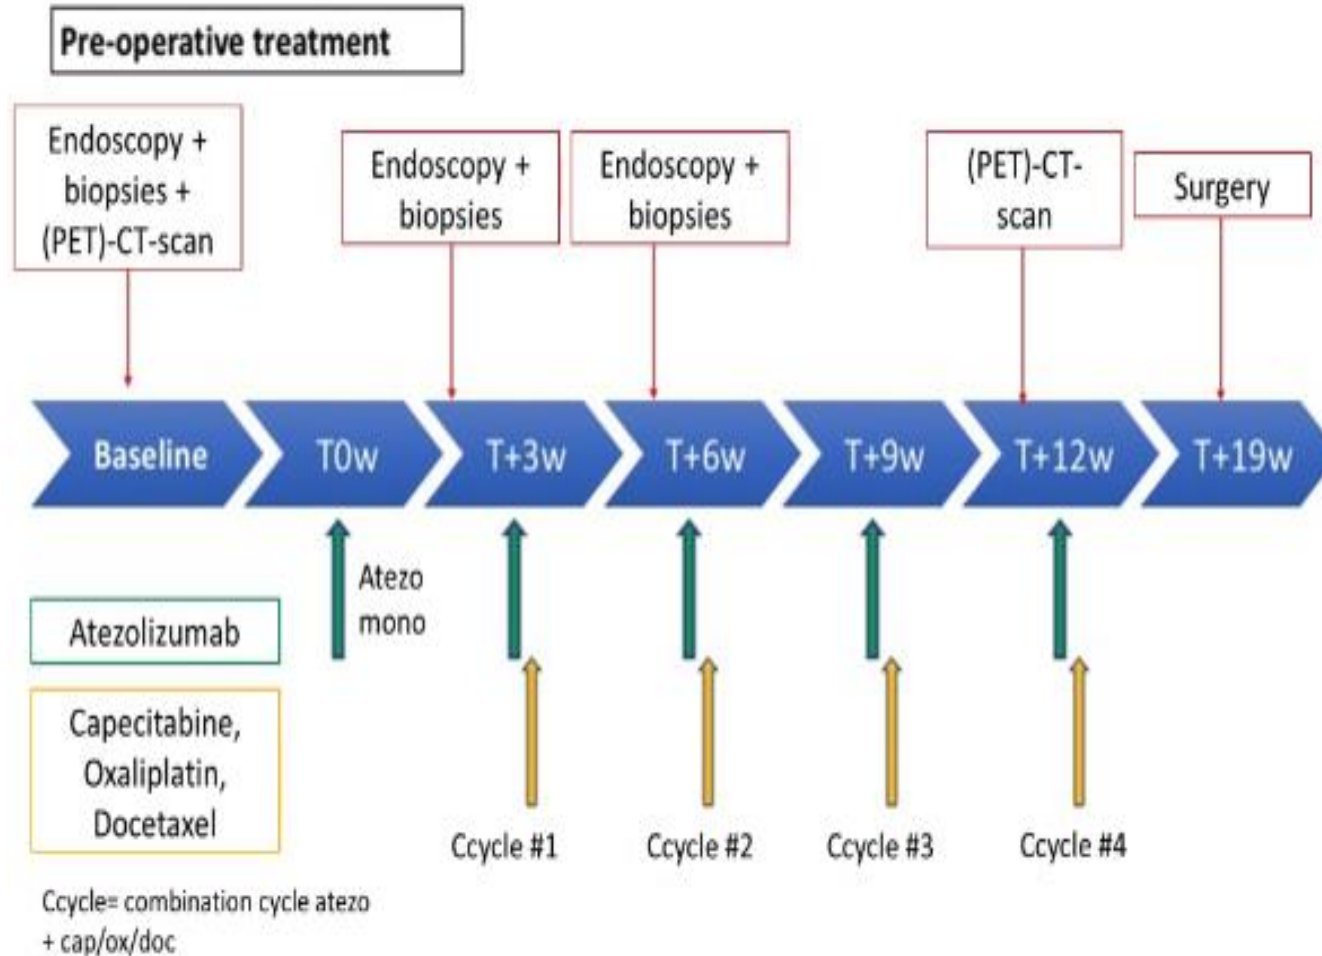 Pre-operative treatment
Endoscopy +
biopsies +
(PET)-CT-scan
Endoscopy +
biopsies
Endoscopy +
biopsies
(PET)-CT-
scan
Surgery
Baseline
T0w
T+3w
T+6w
T+9w
T+12w
T+19w
Atezo
mono
Atezolizumab
Capecitabine,
Oxaliplatin,
Docetaxel
Ccycle #1
Ccycle #2
Ccycle #3
Ccycle #4
Ccycle= combination cycle atezo
+ cap/ox/doc